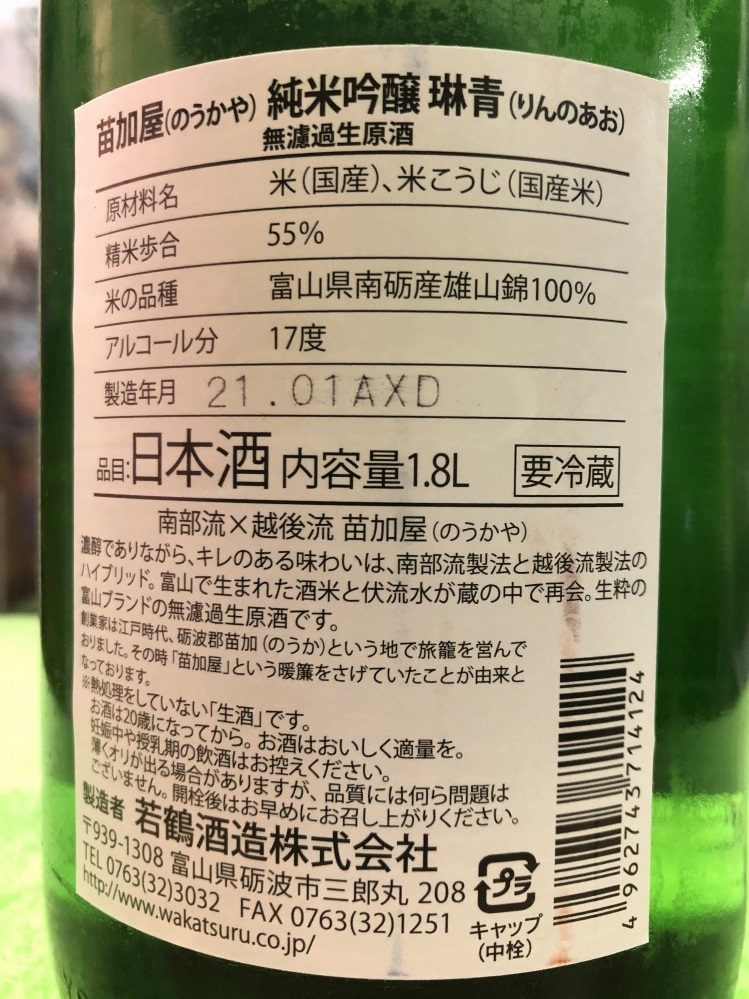 苗加屋(のうかや) 純米吟醸 琳青(りんのあお)
無濾過生原酒
原材料名 米(国産)、米こうじ(国産米)
精米歩合 55%
米の品種 富山県南砺産雄山錦100%
アルコール分 17度
製造年月 21.01AXD
品目:日本酒 内容量1.8L 要冷蔵
南部流×越後流 苗加屋(のうかや)
濃醇でありながら、キレのある味わいは、南部流製法と越後流製法の
ハイブリッド。富山で生まれた酒米と伏流水が蔵の中で再会。生粋の
富山ブランドの無濾過生原酒です。
創業家は江戸時代、砺波郡苗加(のうか)という地で旅籠を営んで
おりました。その時「苗加屋」という暖簾をさげていたことが由来と
なっております。
※熱処理をしていない「生酒」です。
お酒は20歳になってから。お酒はおいしく適量を。
妊娠中や授乳期の飲酒はお控えください。
薄くオリが出る場合がありますが、品質には何ら問題は
ございません。開栓後はお早めにお召し上がりください。
製造者 若鶴酒造株式会社
〒939-1308 富山県砺波市三郎丸 208
TEL 0763(32)3032 FAX 0763(32)1251
http://www.wakatsuru.co.jp/
プラ
キャップ
(中栓)
4 962743 714124